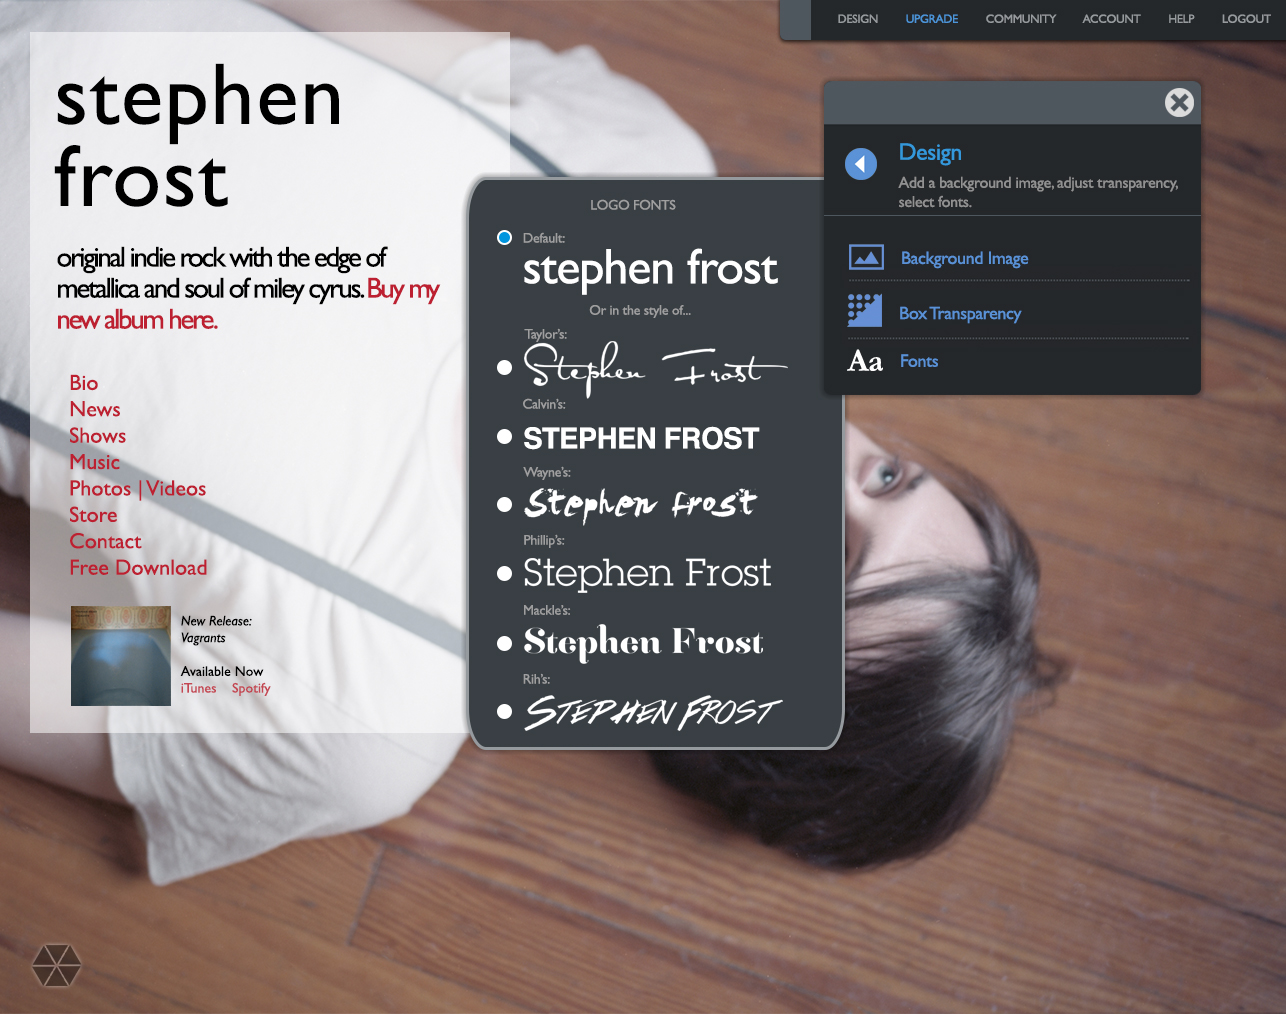 DESIGN UPGRADE COMMUNITY ACCOUNT HELP LOGOUT
stephen
frost
original indie rock with the edge of
metallica and soul of miley cyrus. Buy my
new album here.
Bio
News
Shows
Music
Photos | Videos
Store
Contact
Free Download
New Release:
Vagrants
Available Now
iTunes Spotify
LOGO FONTS
Default:
stephen frost
Or in the style of...
Taylor's:
Stephen Frost
Calvin's:
STEPHEN FROST
Wayne's:
Stephen frost
Phillip's:
Stephen Frost
Mackle's:
Stephen Frost
Rih's:
STEPHEN FROST
Design
Add a background image, adjust transparency,
select fonts.
Background Image
Box Transparency
Aa Fonts